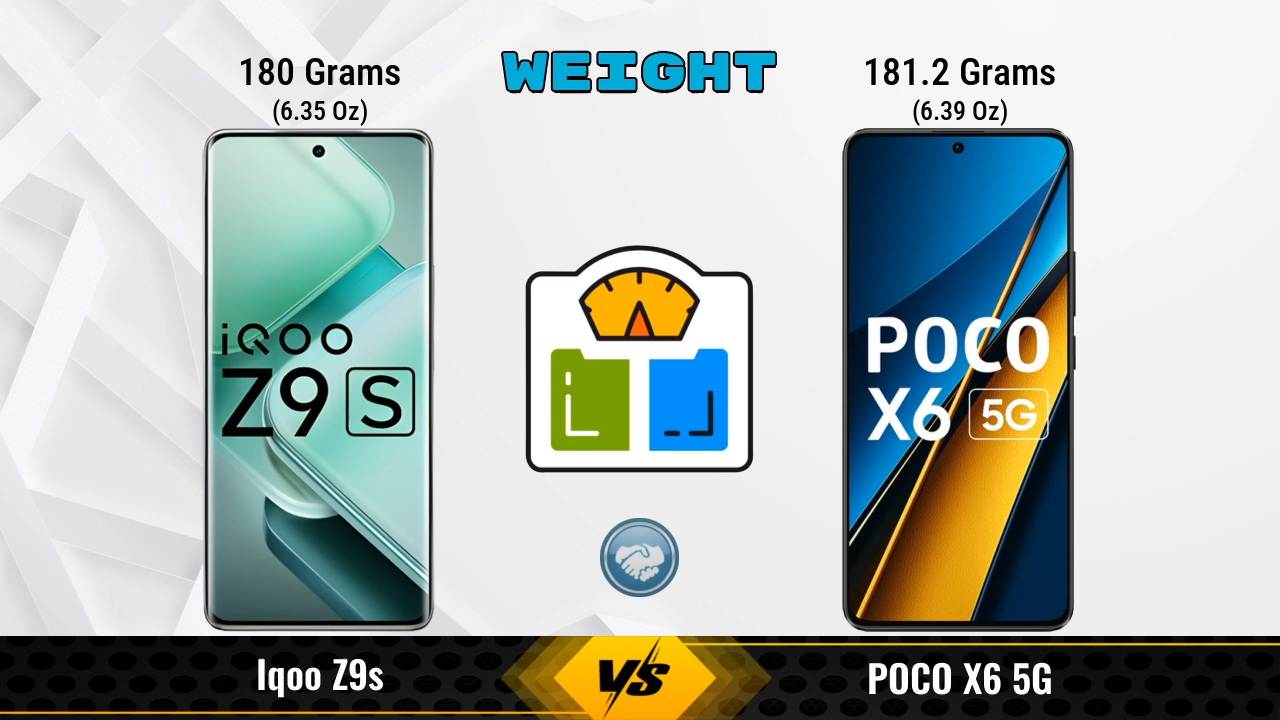 WEIGHT
180 Grams
(6.35 Oz)
181.2 Grams
(6.39 Oz)
iQOO
Z9 S
POCO
X6 5G
Iqoo Z9s
VS
POCO X6 5G